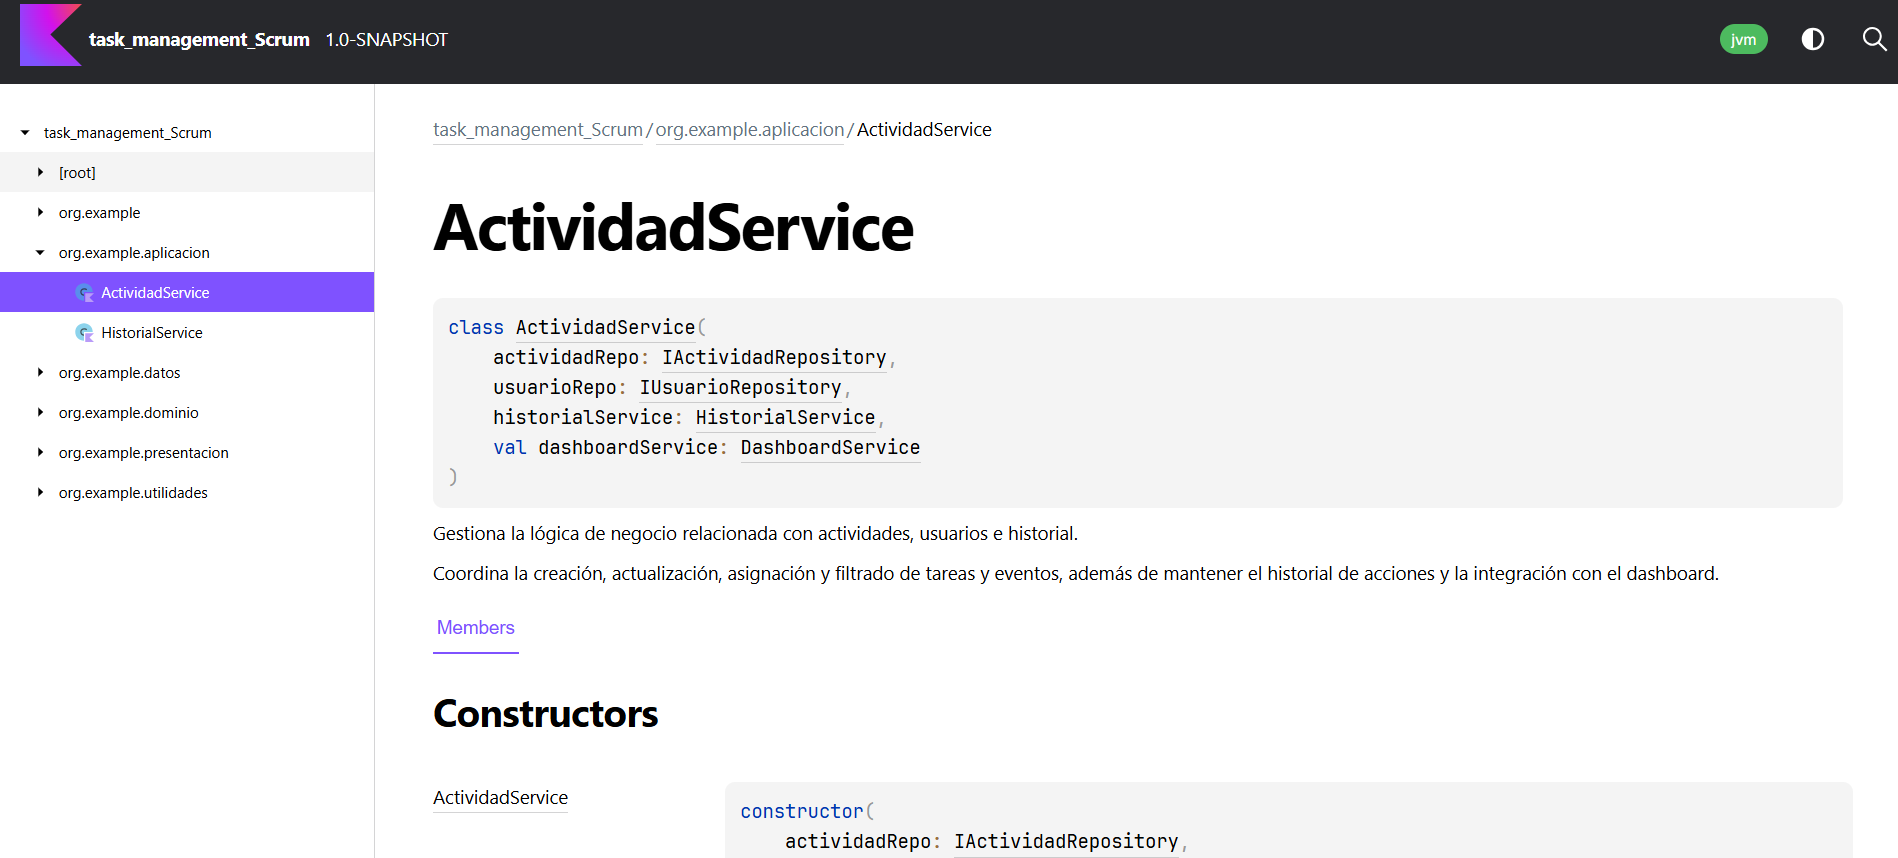 task_management_Scrum 1.0-SNAPSHOT
jvm
task_management_Scrum
[root]
org.example
org.example.aplicacion
ActividadService
HistorialService
org.example.datos
org.example.dominio
org.example.presentacion
org.example.utilidades
task_management_Scrum/org.example.aplicacion/ActividadService
ActividadService
class ActividadService(
actividadRepo: IActividadRepository,
usuarioRepo: IUsuarioRepository,
historialService: HistorialService,
val dashboardService: DashboardService
)
Gestiona la lógica de negocio relacionada con actividades, usuarios e historial.
Coordina la creación, actualización, asignación y filtrado de tareas y eventos, además de mantener el historial de acciones y la integración con el dashboard.
Members
Constructors
ActividadService
constructor(
actividadRepo: IActividadRepository,